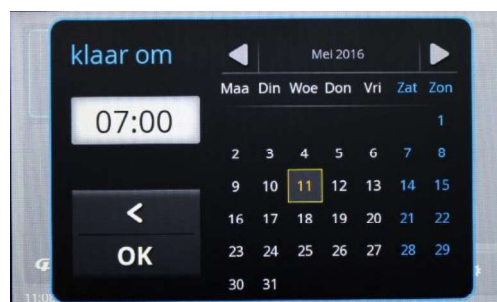 klaar om
07:00
<
OK
Mei 2016
Maa Din Woe Don Vri Zat Zon
1
2 3 4 5 6 7 8
9 10 11 12 13 14 15
16 17 18 19 20 21 22
23 24 25 26 27 28 29
30 31